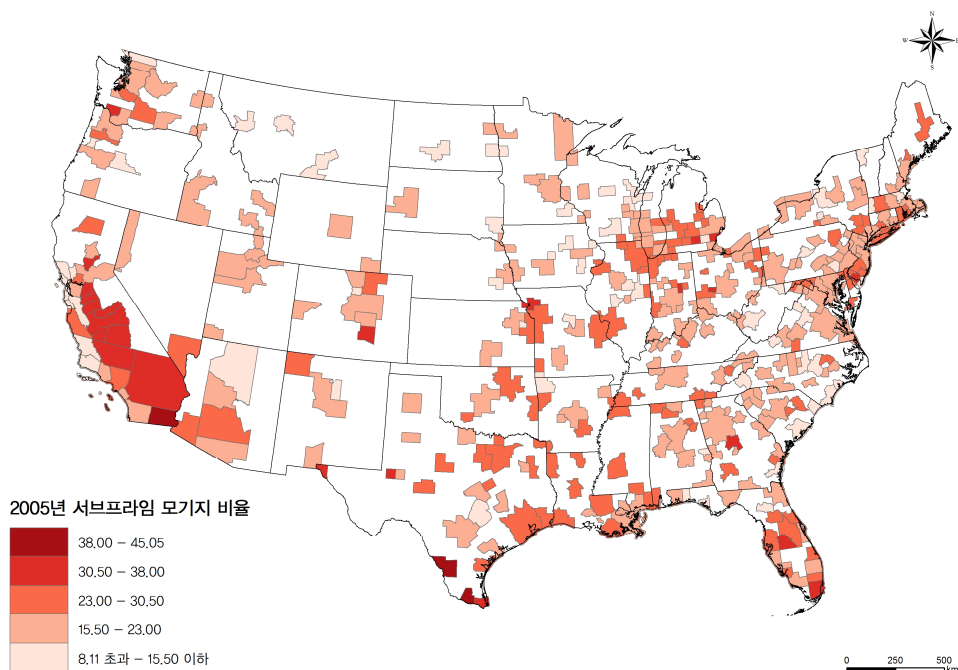 N
W
E
S
2005년 서브프라임 모기지 비율
38.00 – 45.05
30.50 – 38.00
23.00 – 30.50
15.50 – 23.00
8.11 초과 – 15.50 이하
0 250 500
km